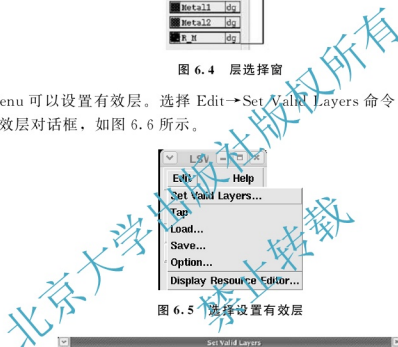 Metal1 dg
Metal2 dg
R_M dg
图 6.4 层选择窗
enu 可以设置有效层。选择 Edit→Set Valid Layers 命令
效层对话框，如图 6.6 所示。
LSW
Edit Help
Set Valid Layers...
Tap
Load...
Save...
Option...
Display Resource Editor...
图 6.5 选择设置有效层
Set Valid Layers
北京大学出版社版权所有
禁止转载